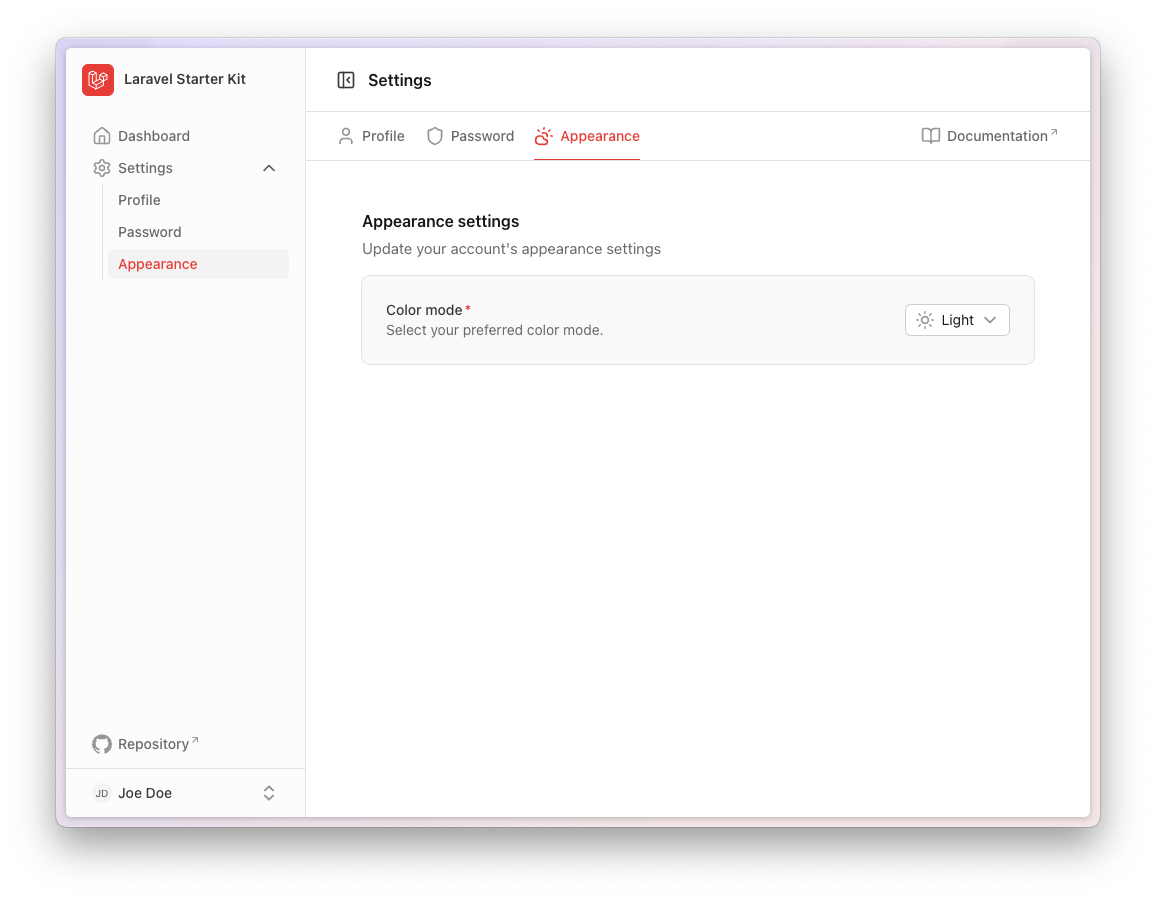 Laravel Starter Kit
Dashboard
Settings
Profile
Password
Appearance
Repository
JD Joe Doe
Settings
Profile Password Appearance Documentation
Appearance settings
Update your account's appearance settings
Color mode*
Select your preferred color mode.
Light